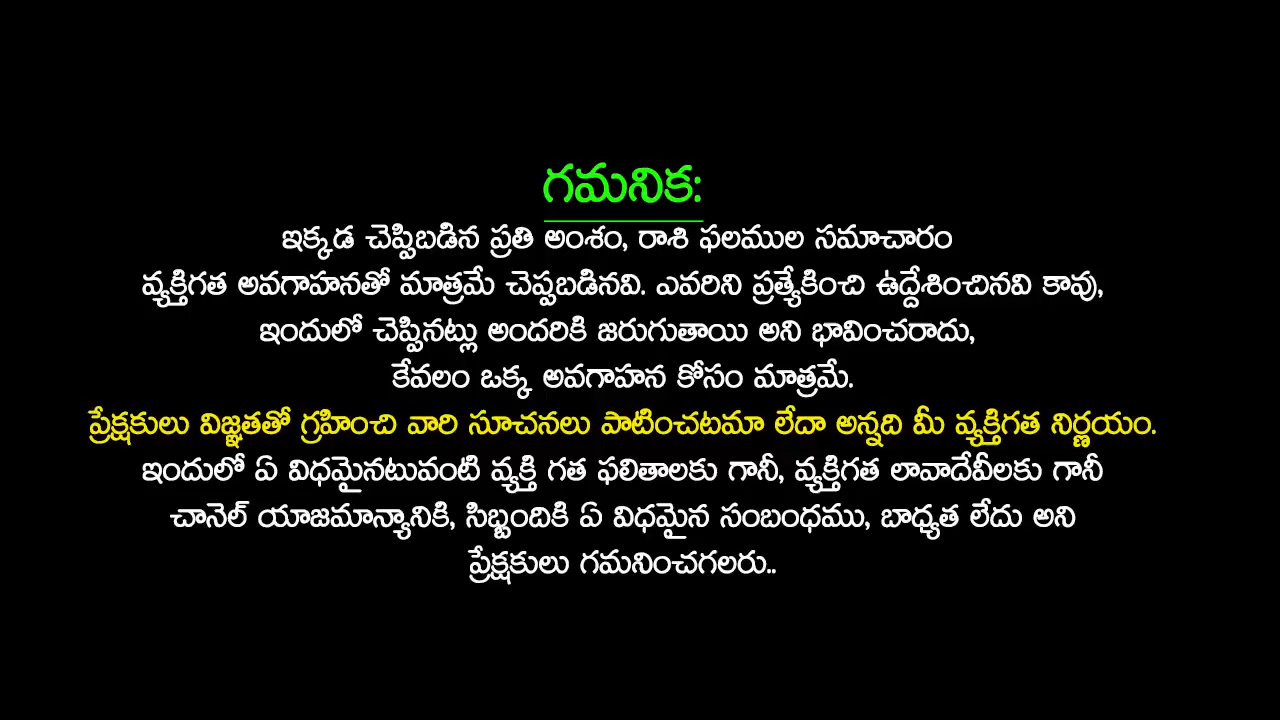 గమనిక:
ఇక్కడ చెప్పిబడిన ప్రతి అంశం, రాశి ఫలముల సమాచారం
వ్యక్తిగత అవగాహనతో మాత్రమే చెప్పబడినవి. ఎవరిని ప్రత్యేకించి ఉద్దేశించినవి కావు,
ఇందులో చెప్పినట్లు అందరికి జరుగుతాయి అని భావించరాదు,
కేవలం ఒక్క అవగాహన కోసం మాత్రమే.
ప్రేక్షకులు విజ్ఞతతో గ్రహించి వారి సూచనలు పాటించటమా లేదా అన్నది మీ వ్యక్తిగత నిర్ణయం.
ఇందులో ఏ విధమైనటువంటి వ్యక్తి గత ఫలితాలకు గానీ, వ్యక్తిగత లావాదేవీలకు గానీ
చానెల్ యాజమాన్యానికి, సిబ్బందికి ఏ విధమైన సంబంధము, బాధ్యత లేదు అని
ప్రేక్షకులు గమనించగలరు..